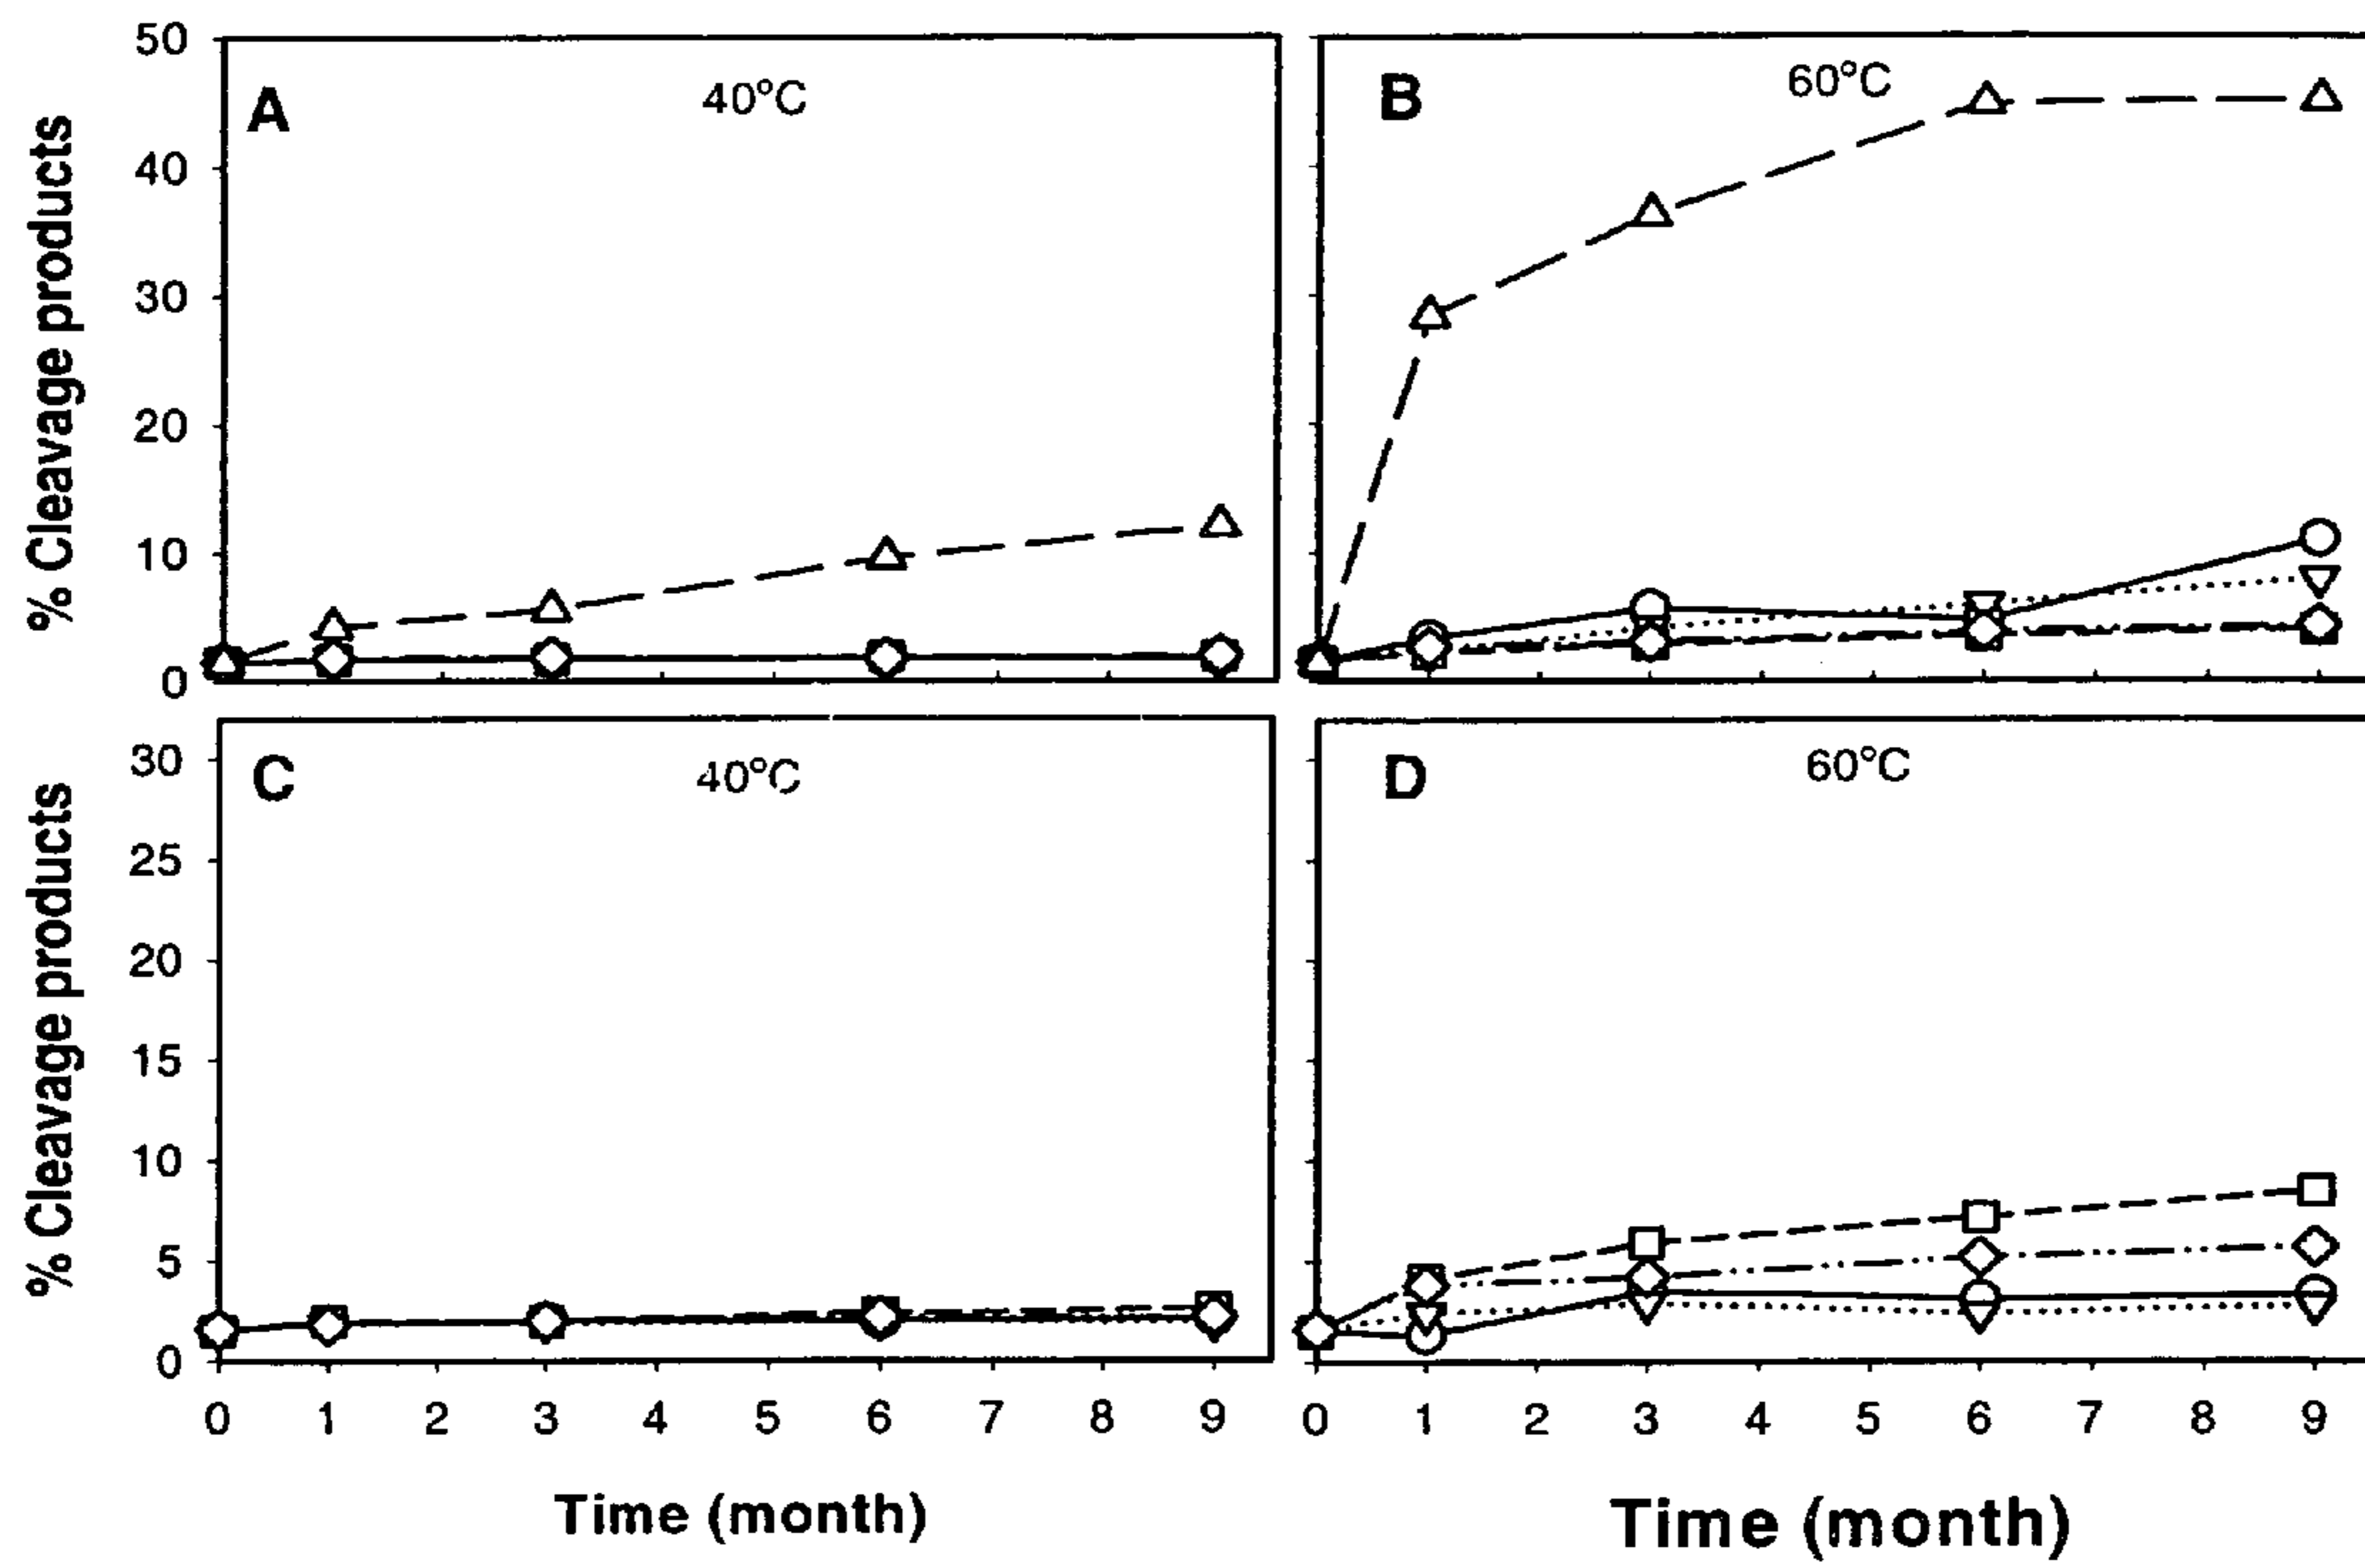 A
40°C
B
60°C
% Cleavage products
50
40
30
20
10
0
C
40°C
D
60°C
% Cleavage products
30
25
20
15
10
5
0
0 1 2 3 4 5 6 7 8 9
0 1 2 3 4 5 6 7 8 9
Time (month)
Time (month)